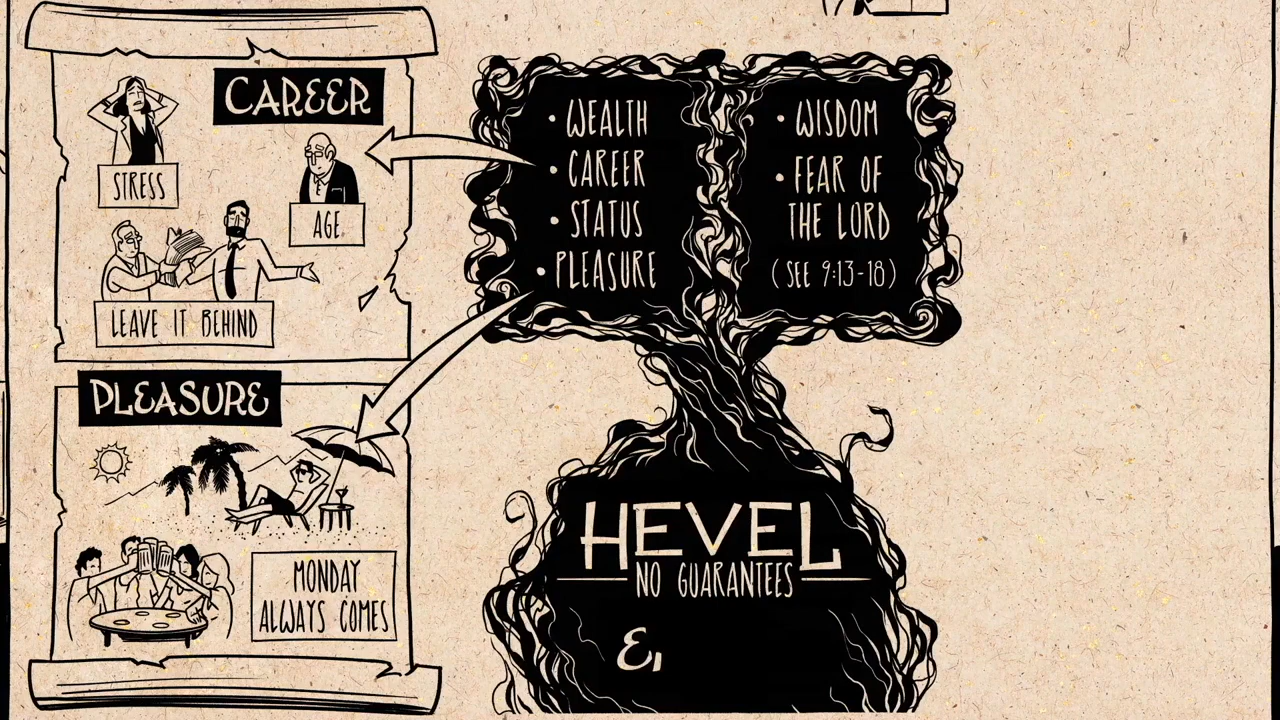 CAREER
STRESS
AGE
LEAVE IT BEHIND
PLEASURE
MONDAY
ALWAYS COMES
• WEALTH
• CAREER
• STATUS
• PLEASURE
• WISDOM
• FEAR OF
THE LORD
(SEE 9:13-18)
HEVEL
NO GUARANTEES